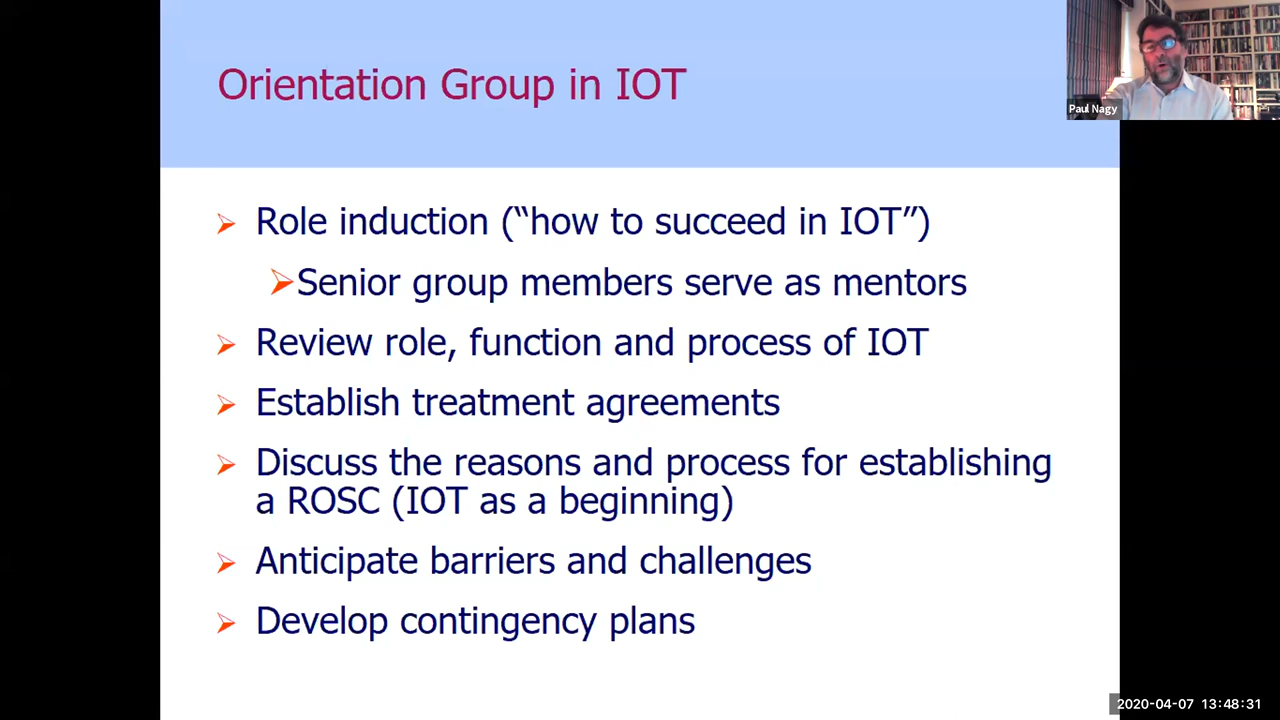 Orientation Group in IOT
Paul Nagy
Role induction (“how to succeed in IOT”)
Senior group members serve as mentors
Review role, function and process of IOT
Establish treatment agreements
Discuss the reasons and process for establishing
a ROSC (IOT as a beginning)
Anticipate barriers and challenges
Develop contingency plans
2020-04-07 13:48:31